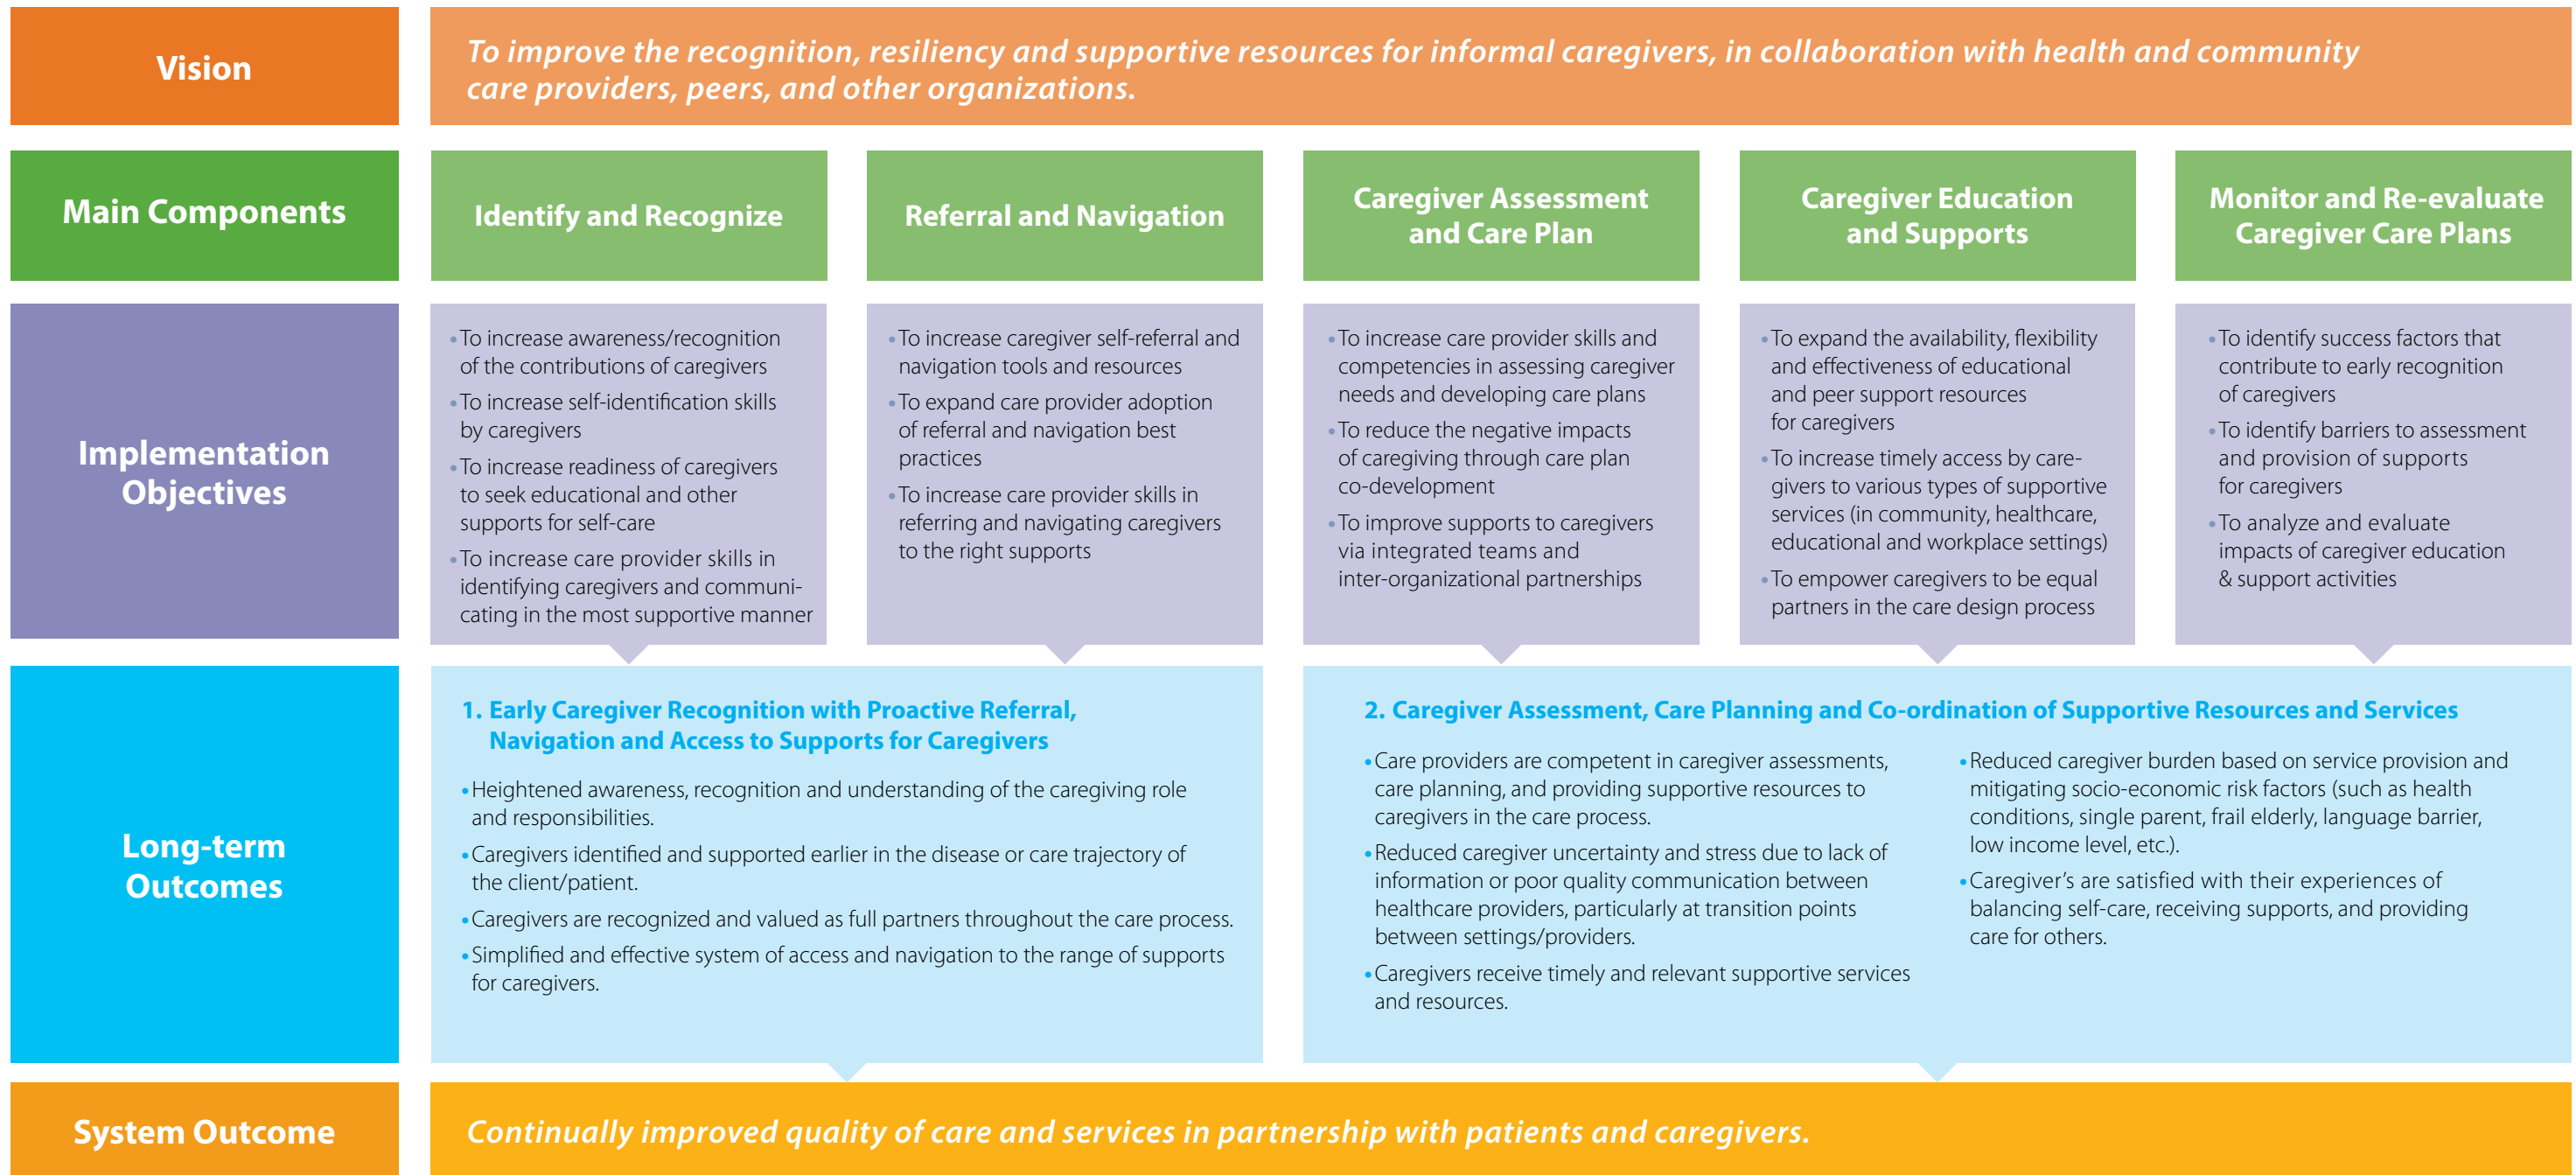 Vision
To improve the recognition, resiliency and supportive resources for informal caregivers, in collaboration with health and community
care providers, peers, and other organizations.
Main Components
Identify and Recognize
Referral and Navigation
Caregiver Assessment
and Care Plan
Caregiver Education
and Supports
Monitor and Re-evaluate
Caregiver Care Plans
Implementation
Objectives
• To increase awareness/recognition
of the contributions of caregivers
• To increase self-identification skills
by caregivers
• To increase readiness of caregivers
to seek educational and other
supports for self-care
• To increase care provider skills in
identifying caregivers and communi-
cating in the most supportive manner
• To increase caregiver self-referral and
navigation tools and resources
• To expand care provider adoption
of referral and navigation best
practices
• To increase care provider skills in
referring and navigating caregivers
to the right supports
• To increase care provider skills and
competencies in assessing caregiver
needs and developing care plans
• To reduce the negative impacts
of caregiving through care plan
co-development
• To improve supports to caregivers
via integrated teams and
inter-organizational partnerships
• To expand the availability, flexibility
and effectiveness of educational
and peer support resources
for caregivers
• To increase timely access by care-
givers to various types of supportive
services (in community, healthcare,
educational and workplace settings)
• To empower caregivers to be equal
partners in the care design process
• To identify success factors that
contribute to early recognition
of caregivers
• To identify barriers to assessment
and provision of supports
for caregivers
• To analyze and evaluate
impacts of caregiver education
& support activities
Long-term
Outcomes
1. Early Caregiver Recognition with Proactive Referral,
Navigation and Access to Supports for Caregivers
• Heightened awareness, recognition and understanding of the caregiving role
and responsibilities.
• Caregivers identified and supported earlier in the disease or care trajectory of
the client/patient.
• Caregivers are recognized and valued as full partners throughout the care process.
• Simplified and effective system of access and navigation to the range of supports
for caregivers.
2. Caregiver Assessment, Care Planning and Co-ordination of Supportive Resources and Services
• Care providers are competent in caregiver assessments,
care planning, and providing supportive resources to
caregivers in the care process.
• Reduced caregiver uncertainty and stress due to lack of
information or poor quality communication between
healthcare providers, particularly at transition points
between settings/providers.
• Caregivers receive timely and relevant supportive services
and resources.
• Reduced caregiver burden based on service provision and
mitigating socio-economic risk factors (such as health
conditions, single parent, frail elderly, language barrier,
low income level, etc.).
• Caregiver's are satisfied with their experiences of
balancing self-care, receiving supports, and providing
care for others.
System Outcome
Continually improved quality of care and services in partnership with patients and caregivers.